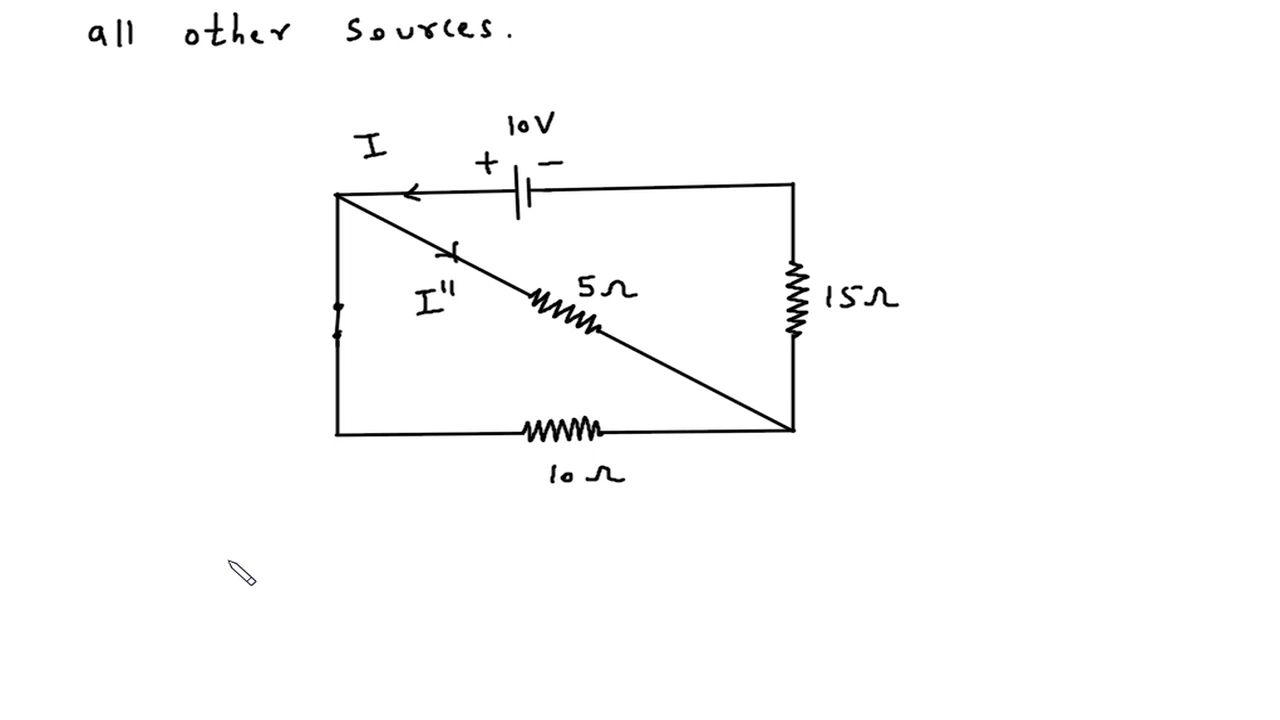 all other sources.
10V
I
+ −
I"
5Ω
15Ω
10Ω